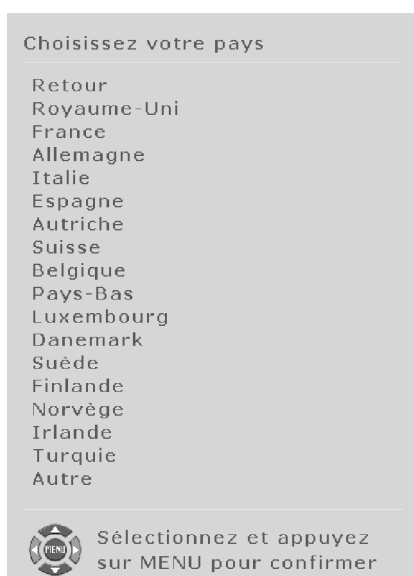 Choisissez votre pays
Retour
Royaume-Uni
France
Allemagne
Italie
Espagne
Autriche
Suisse
Belgique
Pays-Bas
Luxembourg
Danemark
Suède
Finlande
Norvège
Irlande
Turquie
Autre
MENU
Sélectionnez et appuyez
sur MENU pour confirmer